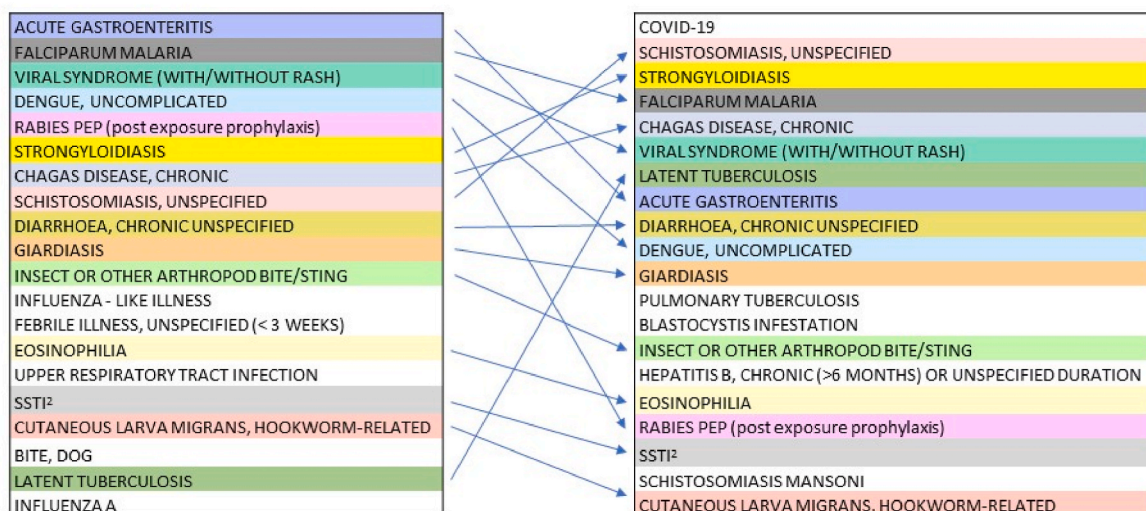 ACUTE GASTROENTERITIS
FALCIPARUM MALARIA
VIRAL SYNDROME (WITH/WITHOUT RASH)
DENGUE, UNCOMPLICATED
RABIES PEP (post exposure prophylaxis)
STRONGYLOIDIASIS
CHAGAS DISEASE, CHRONIC
SCHISTOSOMIASIS, UNSPECIFIED
DIARRHOEA, CHRONIC UNSPECIFIED
GIARDIASIS
INSECT OR OTHER ARTHROPOD BITE/STING
INFLUENZA - LIKE ILLNESS
FEBRILE ILLNESS, UNSPECIFIED (< 3 WEEKS)
EOSINOPHILIA
UPPER RESPIRATORY TRACT INFECTION
SSTI²
CUTANEOUS LARVA MIGRANS, HOOKWORM-RELATED
BITE, DOG
LATENT TUBERCULOSIS
INFLUENZA A
COVID-19
SCHISTOSOMIASIS, UNSPECIFIED
STRONGYLOIDIASIS
FALCIPARUM MALARIA
CHAGAS DISEASE, CHRONIC
VIRAL SYNDROME (WITH/WITHOUT RASH)
LATENT TUBERCULOSIS
ACUTE GASTROENTERITIS
DIARRHOEA, CHRONIC UNSPECIFIED
DENGUE, UNCOMPLICATED
GIARDIASIS
PULMONARY TUBERCULOSIS
BLASTOCYSTIS INFESTATION
INSECT OR OTHER ARTHROPOD BITE/STING
HEPATITIS B, CHRONIC (>6 MONTHS) OR UNSPECIFIED DURATION
EOSINOPHILIA
RABIES PEP (post exposure prophylaxis)
SSTI²
SCHISTOSOMIASIS MANSONI
CUTANEOUS LARVA MIGRANS, HOOKWORM-RELATED